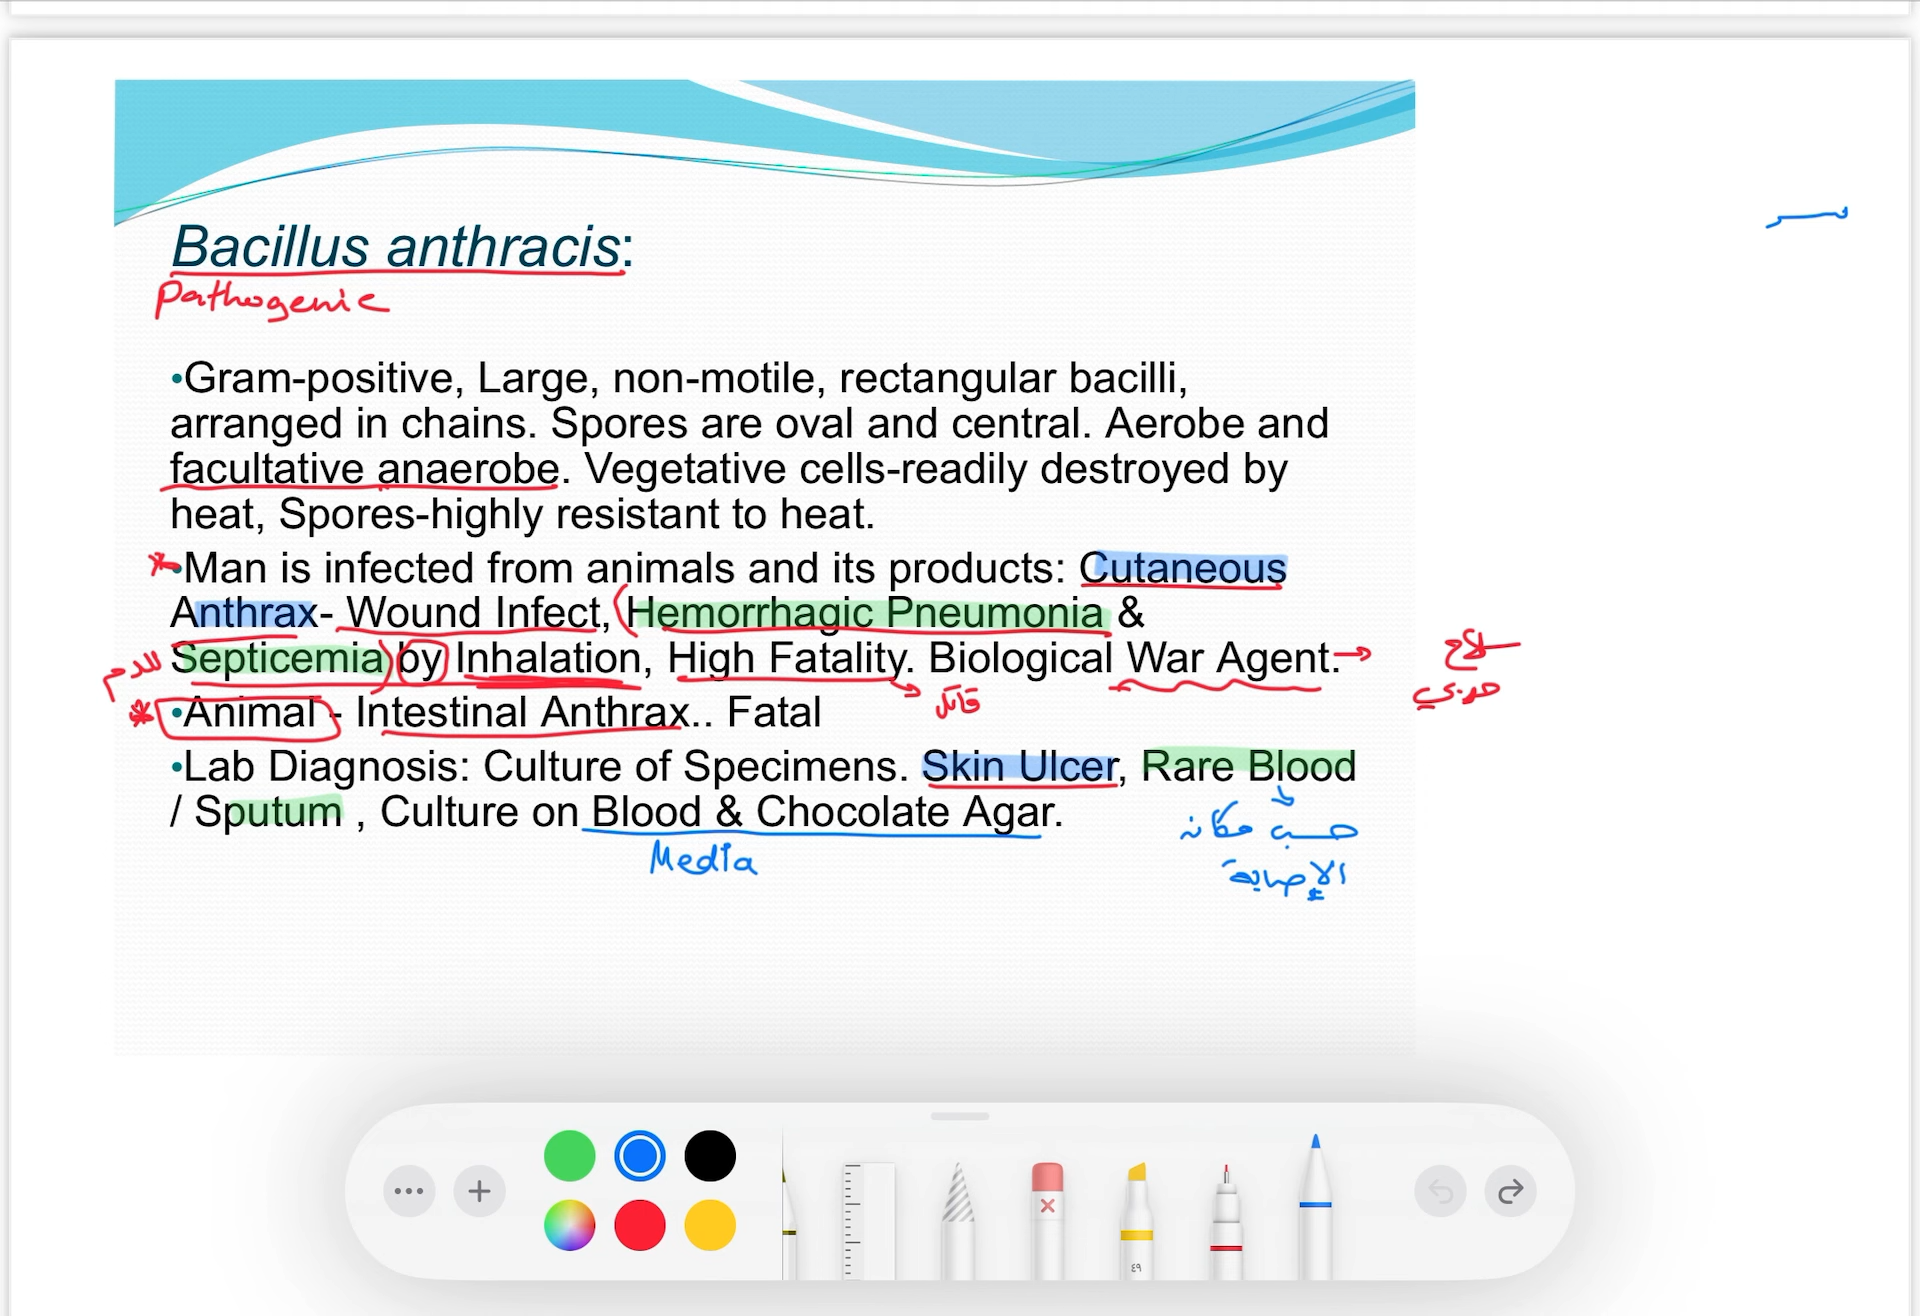 Bacillus anthracis:
Pathogenic
•Gram-positive, Large, non-motile, rectangular bacilli,
arranged in chains. Spores are oval and central. Aerobe and
facultative anaerobe. Vegetative cells-readily destroyed by
heat, Spores-highly resistant to heat.
*•Man is infected from animals and its products: Cutaneous
Anthrax- Wound Infect, (Hemorrhagic Pneumonia &
للدم Septicemia) by Inhalation, High Fatality. Biological War Agent.→ سلاح
حربي
قاتل
*•Animal - Intestinal Anthrax.. Fatal
•Lab Diagnosis: Culture of Specimens. Skin Ulcer, Rare Blood
/ Sputum , Culture on Blood & Chocolate Agar.
حسب مكانه
الإصابة
Media
٤٩